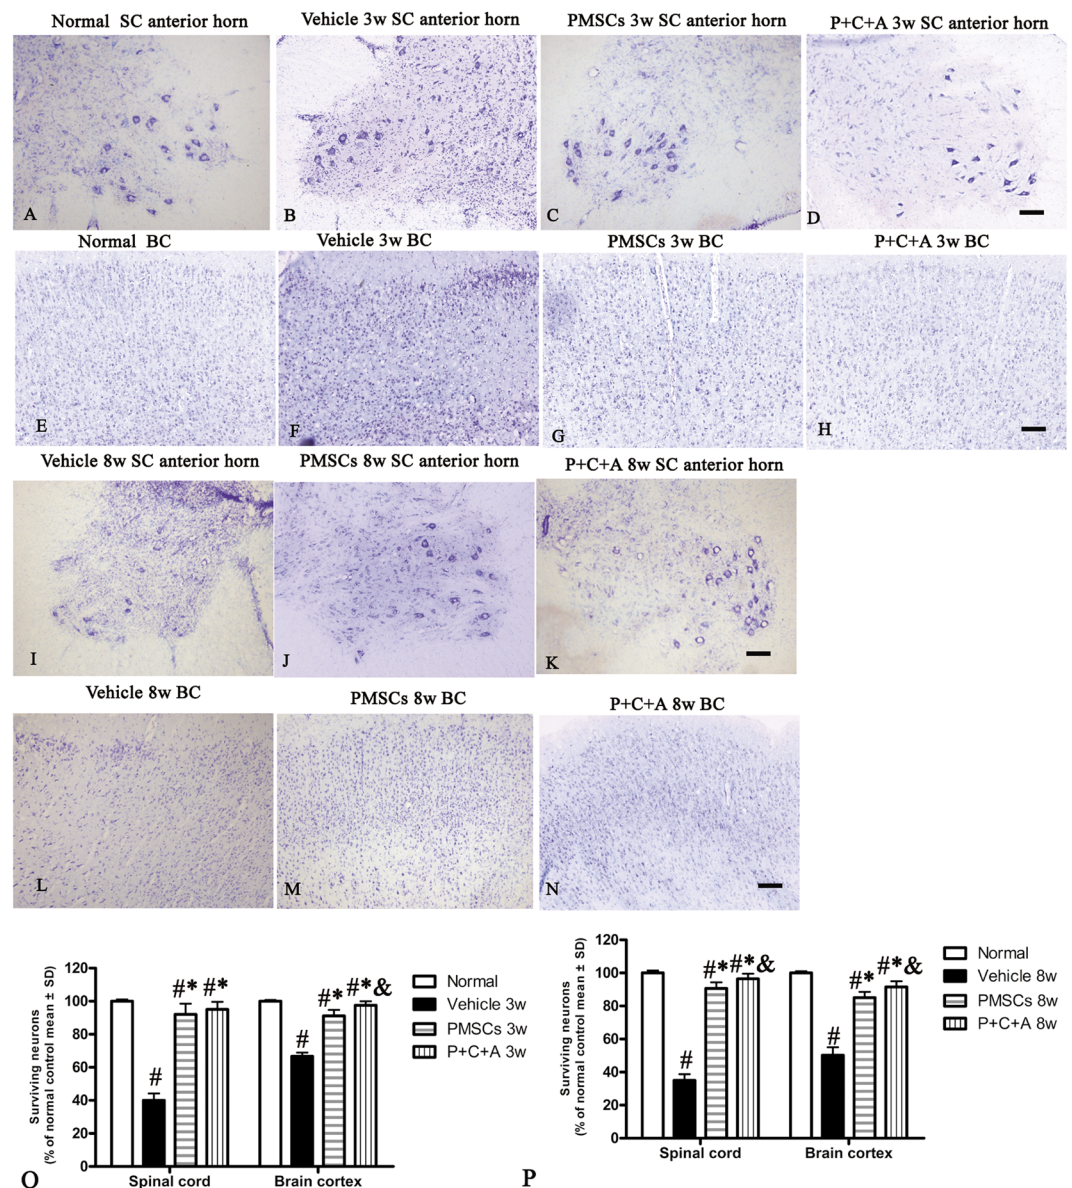 Normal SC anterior horn
Vehicle 3w SC anterior horn
PMSCs 3w SC anterior horn
P+C+A 3w SC anterior horn
A
B
C
D
Normal BC
Vehicle 3w BC
PMSCs 3w BC
P+C+A 3w BC
E
F
G
H
Vehicle 8w SC anterior horn
PMSCs 8w SC anterior horn
P+C+A 8w SC anterior horn
I
J
K
Vehicle 8w BC
PMSCs 8w BC
P+C+A 8w BC
L
M
N
Surviving neurons
(% of normal control mean ± SD)
120
100
80
60
40
20
0
#
#*
#*
#
#*
#*&
Spinal cord
Brain cortex
Normal
Vehicle 3w
PMSCs 3w
P+C+A 3w
O
Surviving neurons
(% of normal control mean ± SD)
120
100
80
60
40
20
0
#
#*
#*&
#
#*
#*&
Spinal cord
Brain cortex
Normal
Vehicle 8w
PMSCs 8w
P+C+A 8w
P